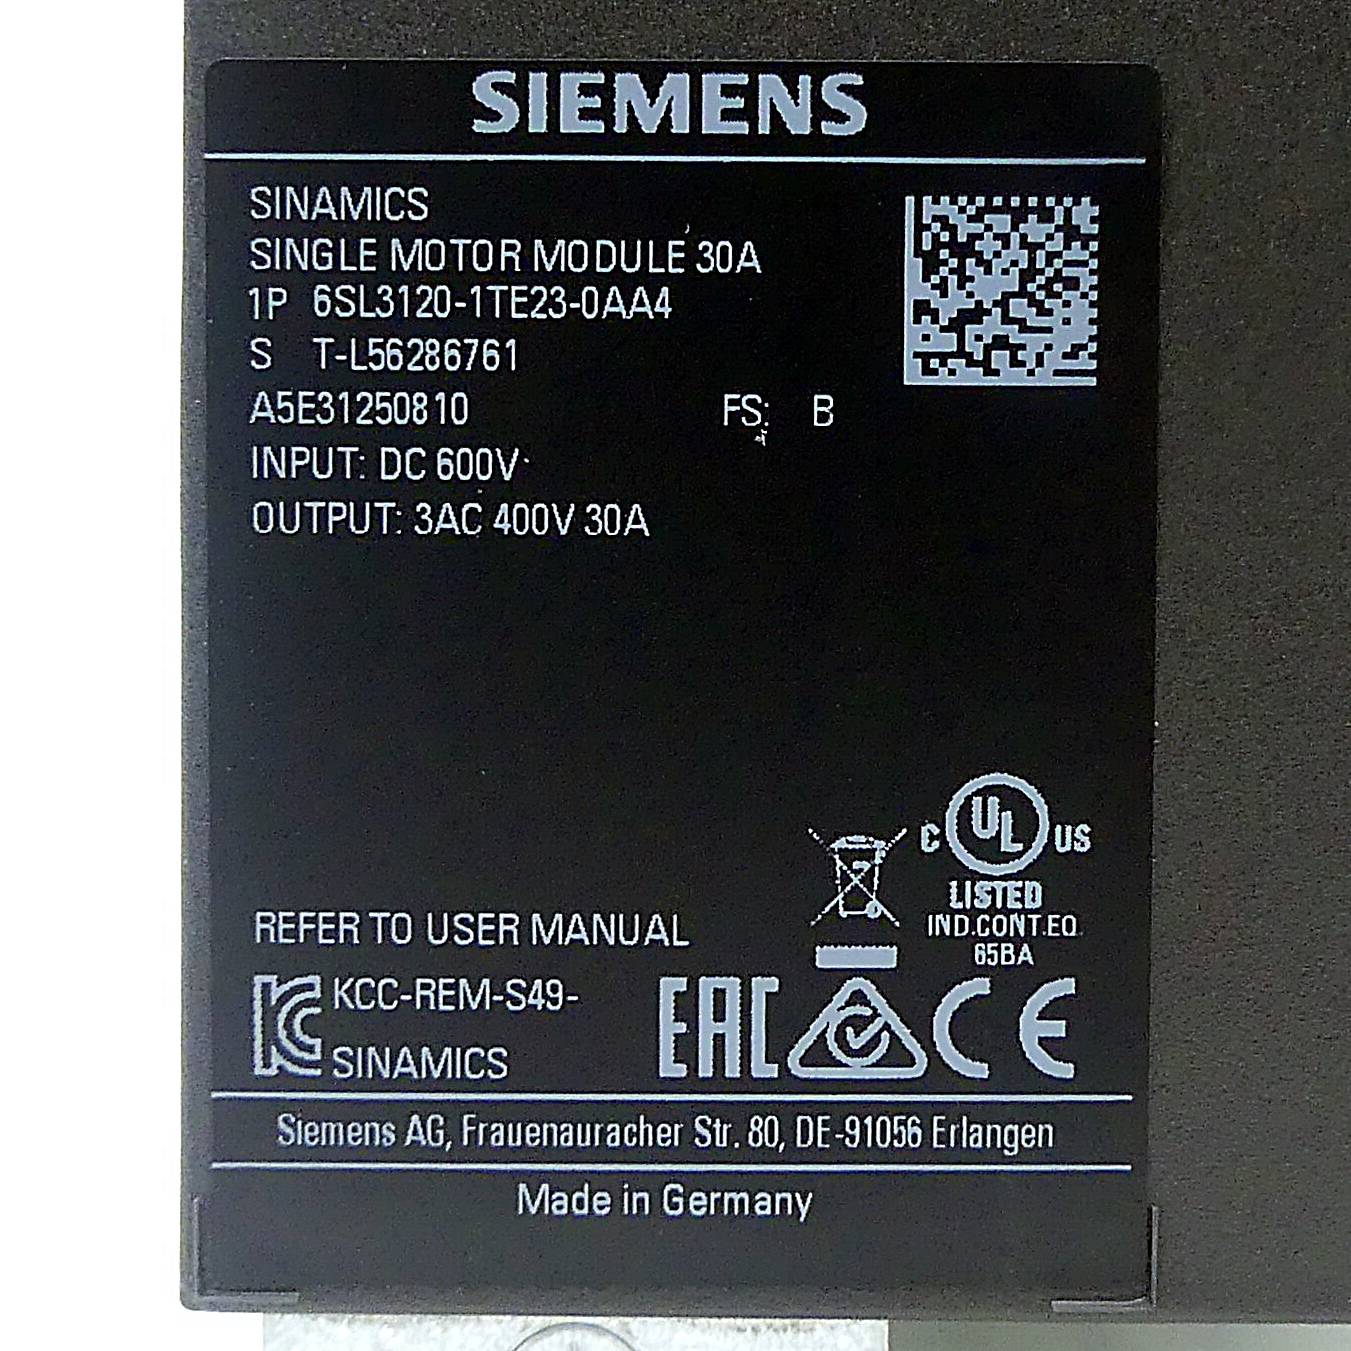 SIEMENS
SINAMICS
SINGLE MOTOR MODULE 30A
1P 6SL3120-1TE23-0AA4
S T-L56286761
A5E31250810 FS: B
INPUT: DC 600V
OUTPUT: 3AC 400V 30A
C UL US
LISTED
IND.CONT.EQ.
65BA
REFER TO USER MANUAL
KC KCC-REM-S49-
SINAMICS
EAC CE
Siemens AG, Frauenauracher Str. 80, DE-91056 Erlangen
Made in Germany